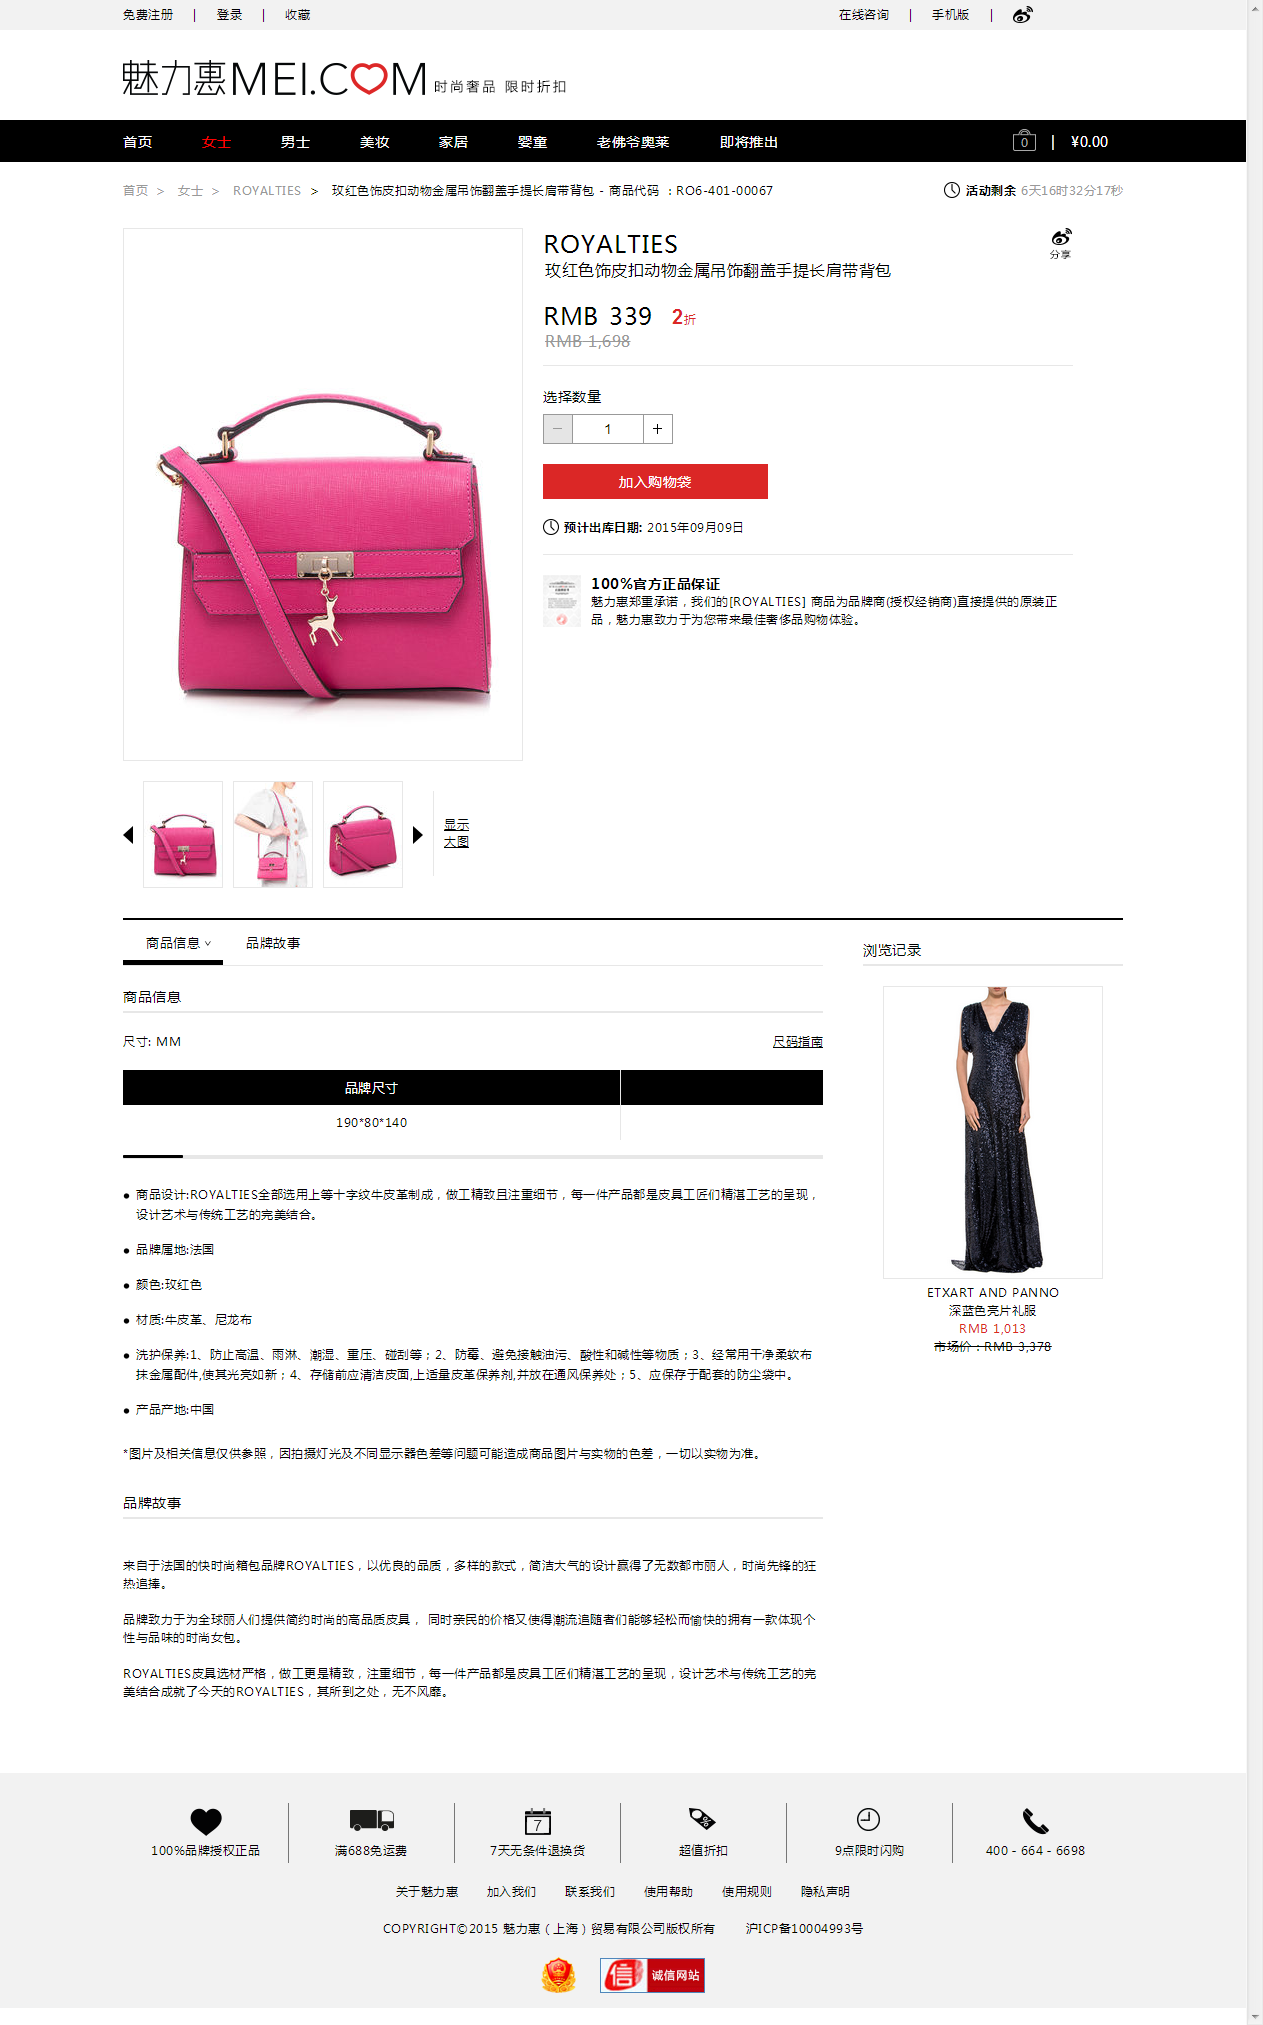 免费注册 | 登录 | 收藏
在线咨询 | 手机版 |
魅力惠MEI.COM 时尚奢品 限时折扣
首页 女士 男士 美妆 家居 婴童 老佛爷奥莱 即将推出
0 | ¥0.00
首页 > 女士 > ROYALTIES > 玫红色饰皮扣动物金属吊饰翻盖手提长肩带背包 - 商品代码 : RO6-401-00067
活动剩余 6天16时32分17秒
ROYALTIES
分享
玫红色饰皮扣动物金属吊饰翻盖手提长肩带背包
RMB 339 2折
RMB 1,698
选择数量
— 1 +
加入购物袋
预计出库日期: 2015年09月09日
100%官方正品保证
魅力惠郑重承诺，我们的[ROYALTIES] 商品为品牌商(授权经销商)直接提供的原装正
品，魅力惠致力于为您带来最佳奢侈品购物体验。
显示
大图
商品信息 品牌故事
商品信息
尺寸: MM 尺码指南
品牌尺寸
190*80*140
● 商品设计:ROYALTIES全部选用上等十字纹牛皮革制成，做工精致且注重细节，每一件产品都是皮具工匠们精湛工艺的呈现，
设计艺术与传统工艺的完美结合。
● 品牌属地:法国
● 颜色:玫红色
● 材质:牛皮革、尼龙布
● 洗护保养:1、防止高温、雨淋、潮湿、重压、碰刮等；2、防霉、避免接触油污、酸性和碱性等物质；3、经常用干净柔软布
抹金属配件,使其光亮如新；4、存储前应清洁皮面,上适量皮革保养剂,并放在通风保养处；5、应保存于配套的防尘袋中。
● 产品产地:中国
*图片及相关信息仅供参照，因拍摄灯光及不同显示器色差等问题可能造成商品图片与实物的色差，一切以实物为准。
品牌故事
来自于法国的快时尚箱包品牌ROYALTIES，以优良的品质，多样的款式，简洁大气的设计赢得了无数都市丽人，时尚先锋的狂
热追捧。
品牌致力于为全球丽人们提供简约时尚的高品质皮具， 同时亲民的价格又使得潮流追随者们能够轻松而愉快的拥有一款体现个
性与品味的时尚女包。
ROYALTIES皮具选材严格，做工更是精致，注重细节，每一件产品都是皮具工匠们精湛工艺的呈现，设计艺术与传统工艺的完
美结合成就了今天的ROYALTIES，其所到之处，无不风靡。
浏览记录
ETXART AND PANNO
深蓝色亮片礼服
RMB 1,013
市场价：RMB 3,378
7
100%品牌授权正品 满688免运费 7天无条件退换货 超值折扣 9点限时闪购 400 - 664 - 6698
关于魅力惠 加入我们 联系我们 使用帮助 使用规则 隐私声明
COPYRIGHT©2015 魅力惠（上海）贸易有限公司版权所有 沪ICP备10004993号
信 诚信网站